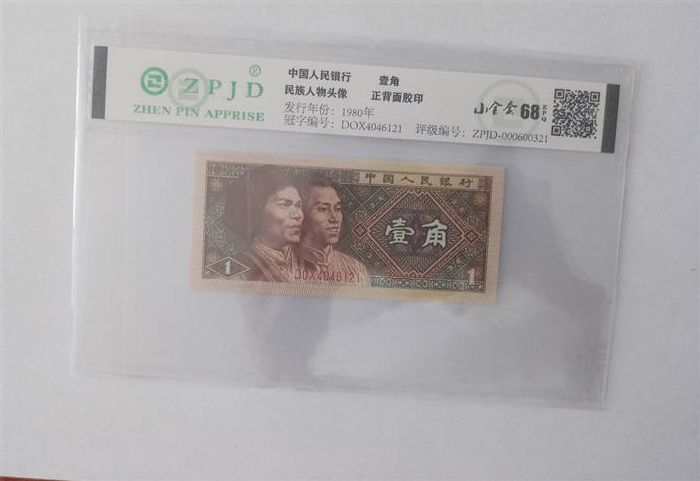 ZPJD®
ZHEN PIN APPRISE
中国人民银行 壹角
民族人物头像 正背面胶印
发行年份：1980年
冠字编号：DOX4046121 评级编号：ZPJD-000600321
68 EPQ
中国人民银行
壹角
DOX4046121
1 1